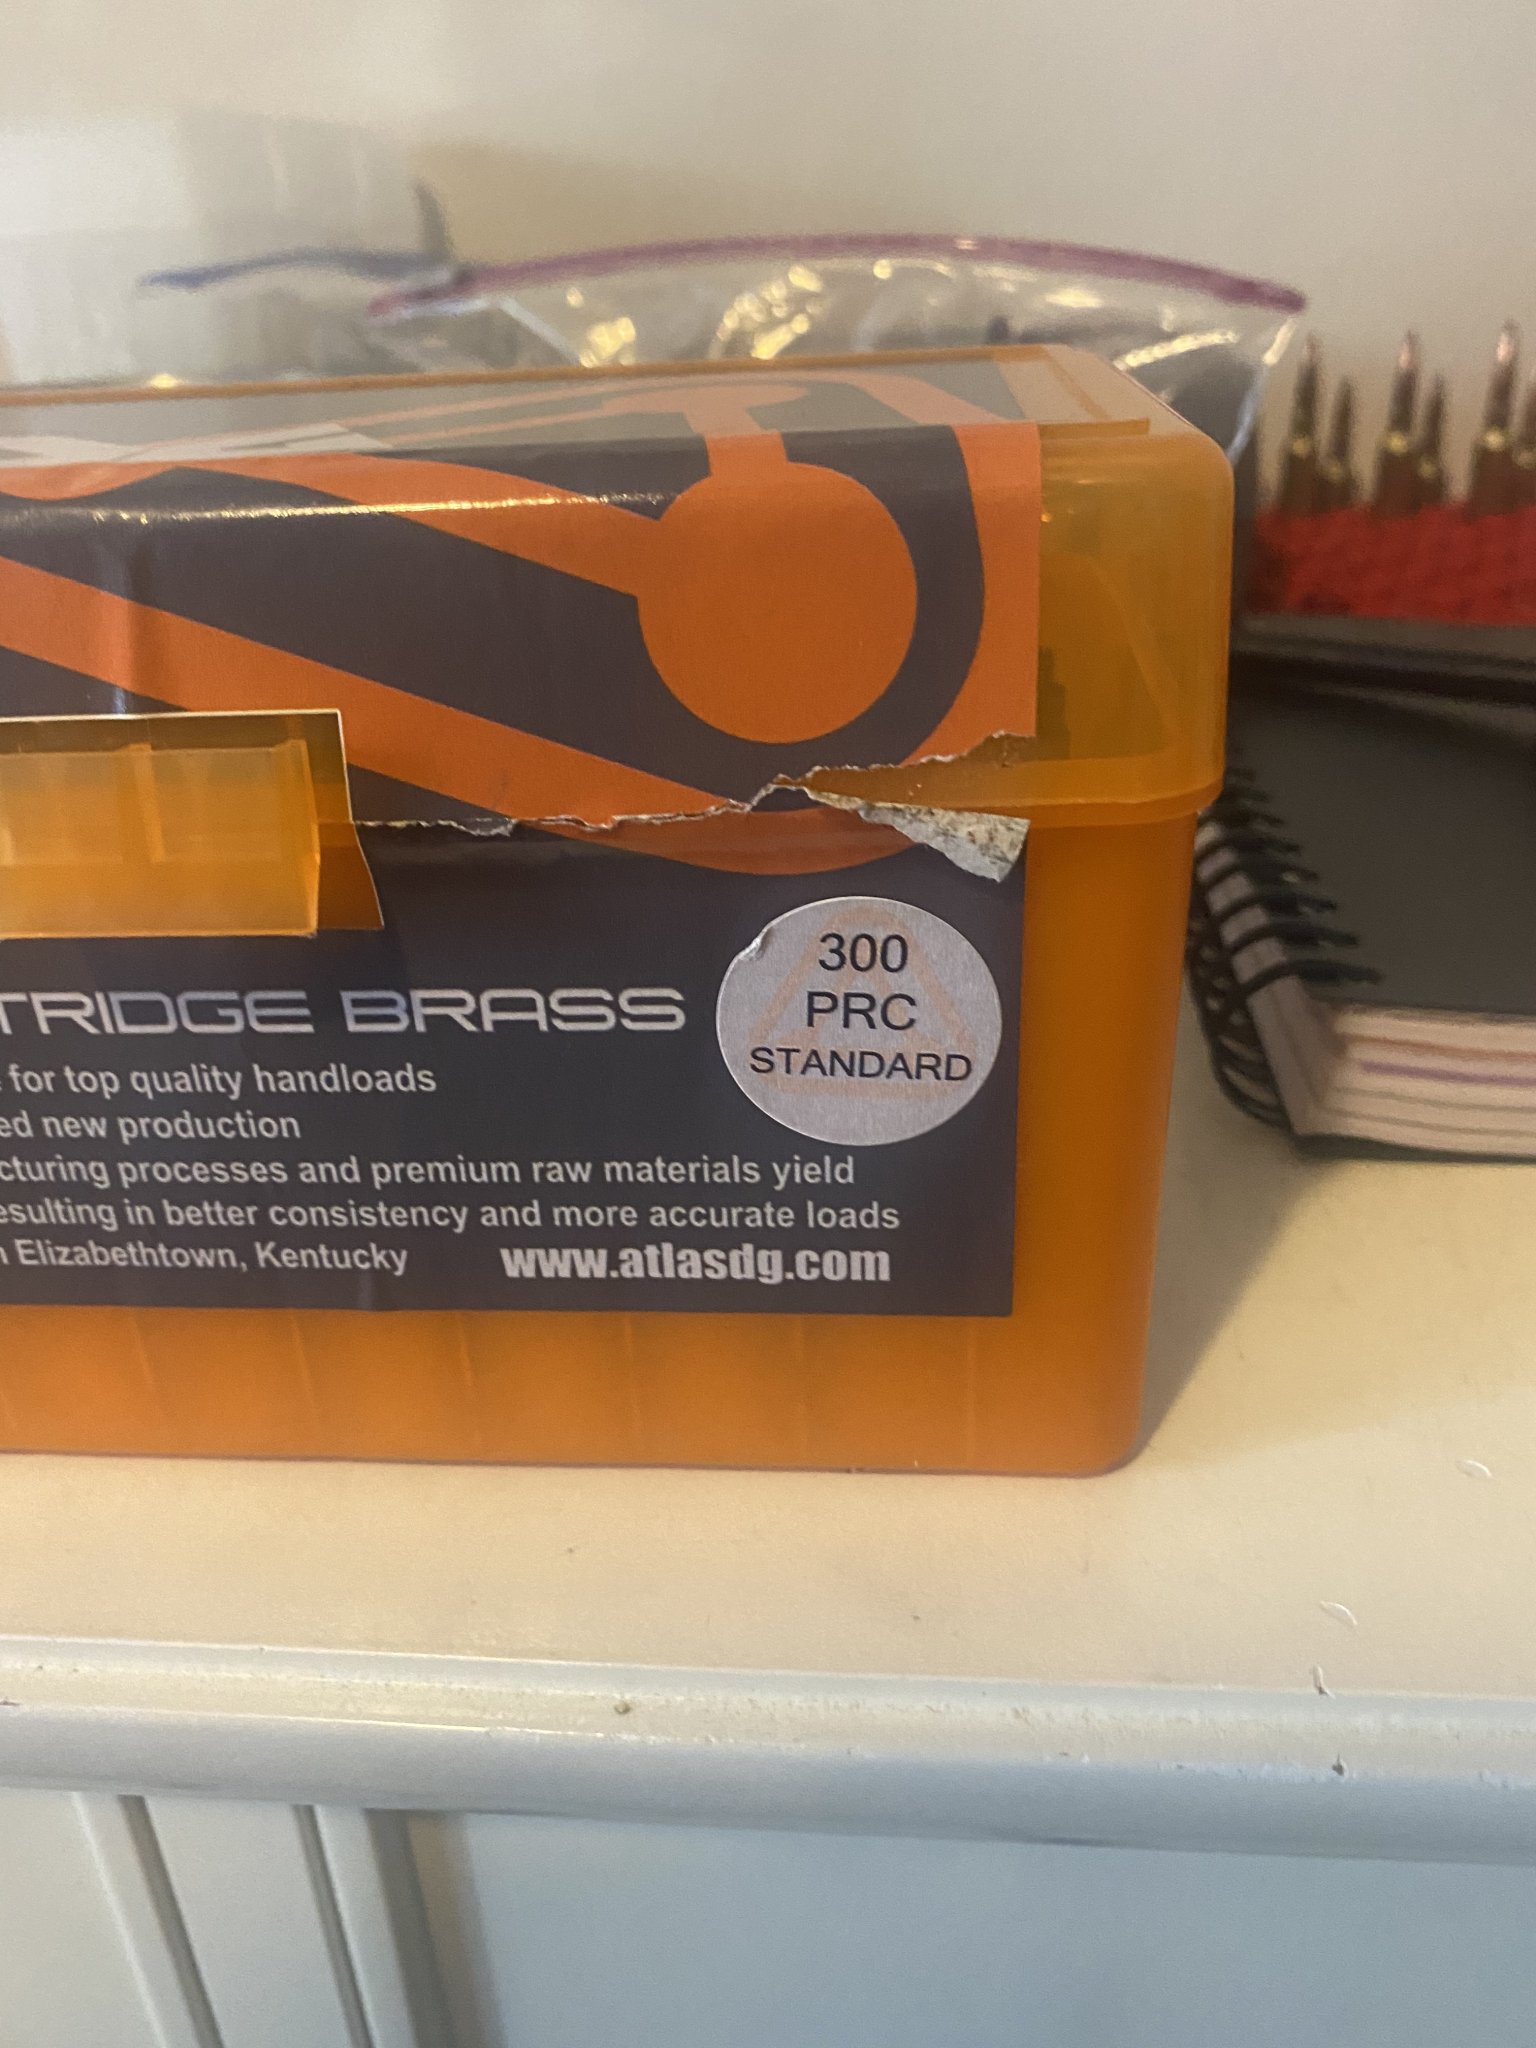 300
PRC
STANDARD
TRIDGE BRASS
for top quality handloads
ed new production
cturing processes and premium raw materials yield
esulting in better consistency and more accurate loads
n Elizabethtown, Kentucky www.atlasdg.com